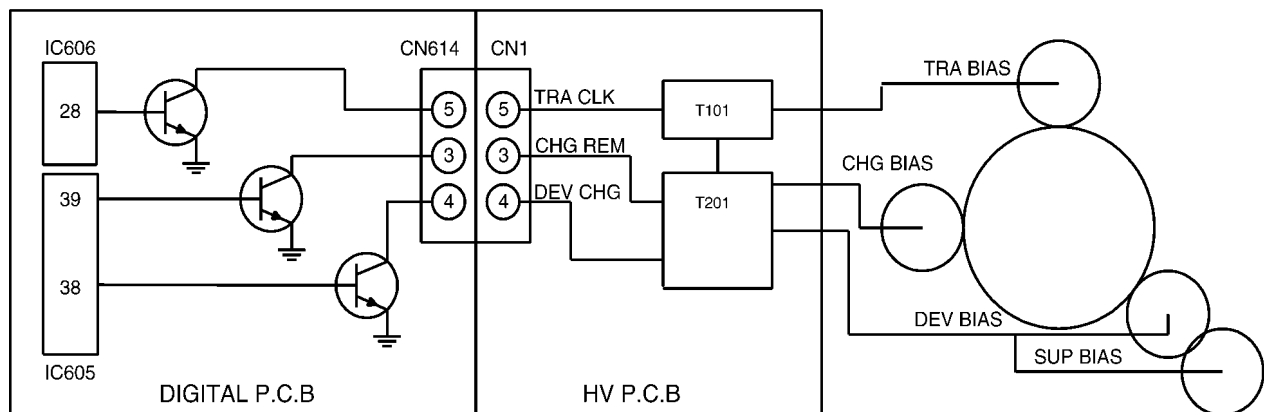 IC606
28
39
38
IC605
DIGITAL P.C.B
CN614
5
3
4
CN1
5
3
4
TRA CLK
CHG REM
DEV CHG
T101
T201
HV P.C.B
TRA BIAS
CHG BIAS
DEV BIAS
SUP BIAS